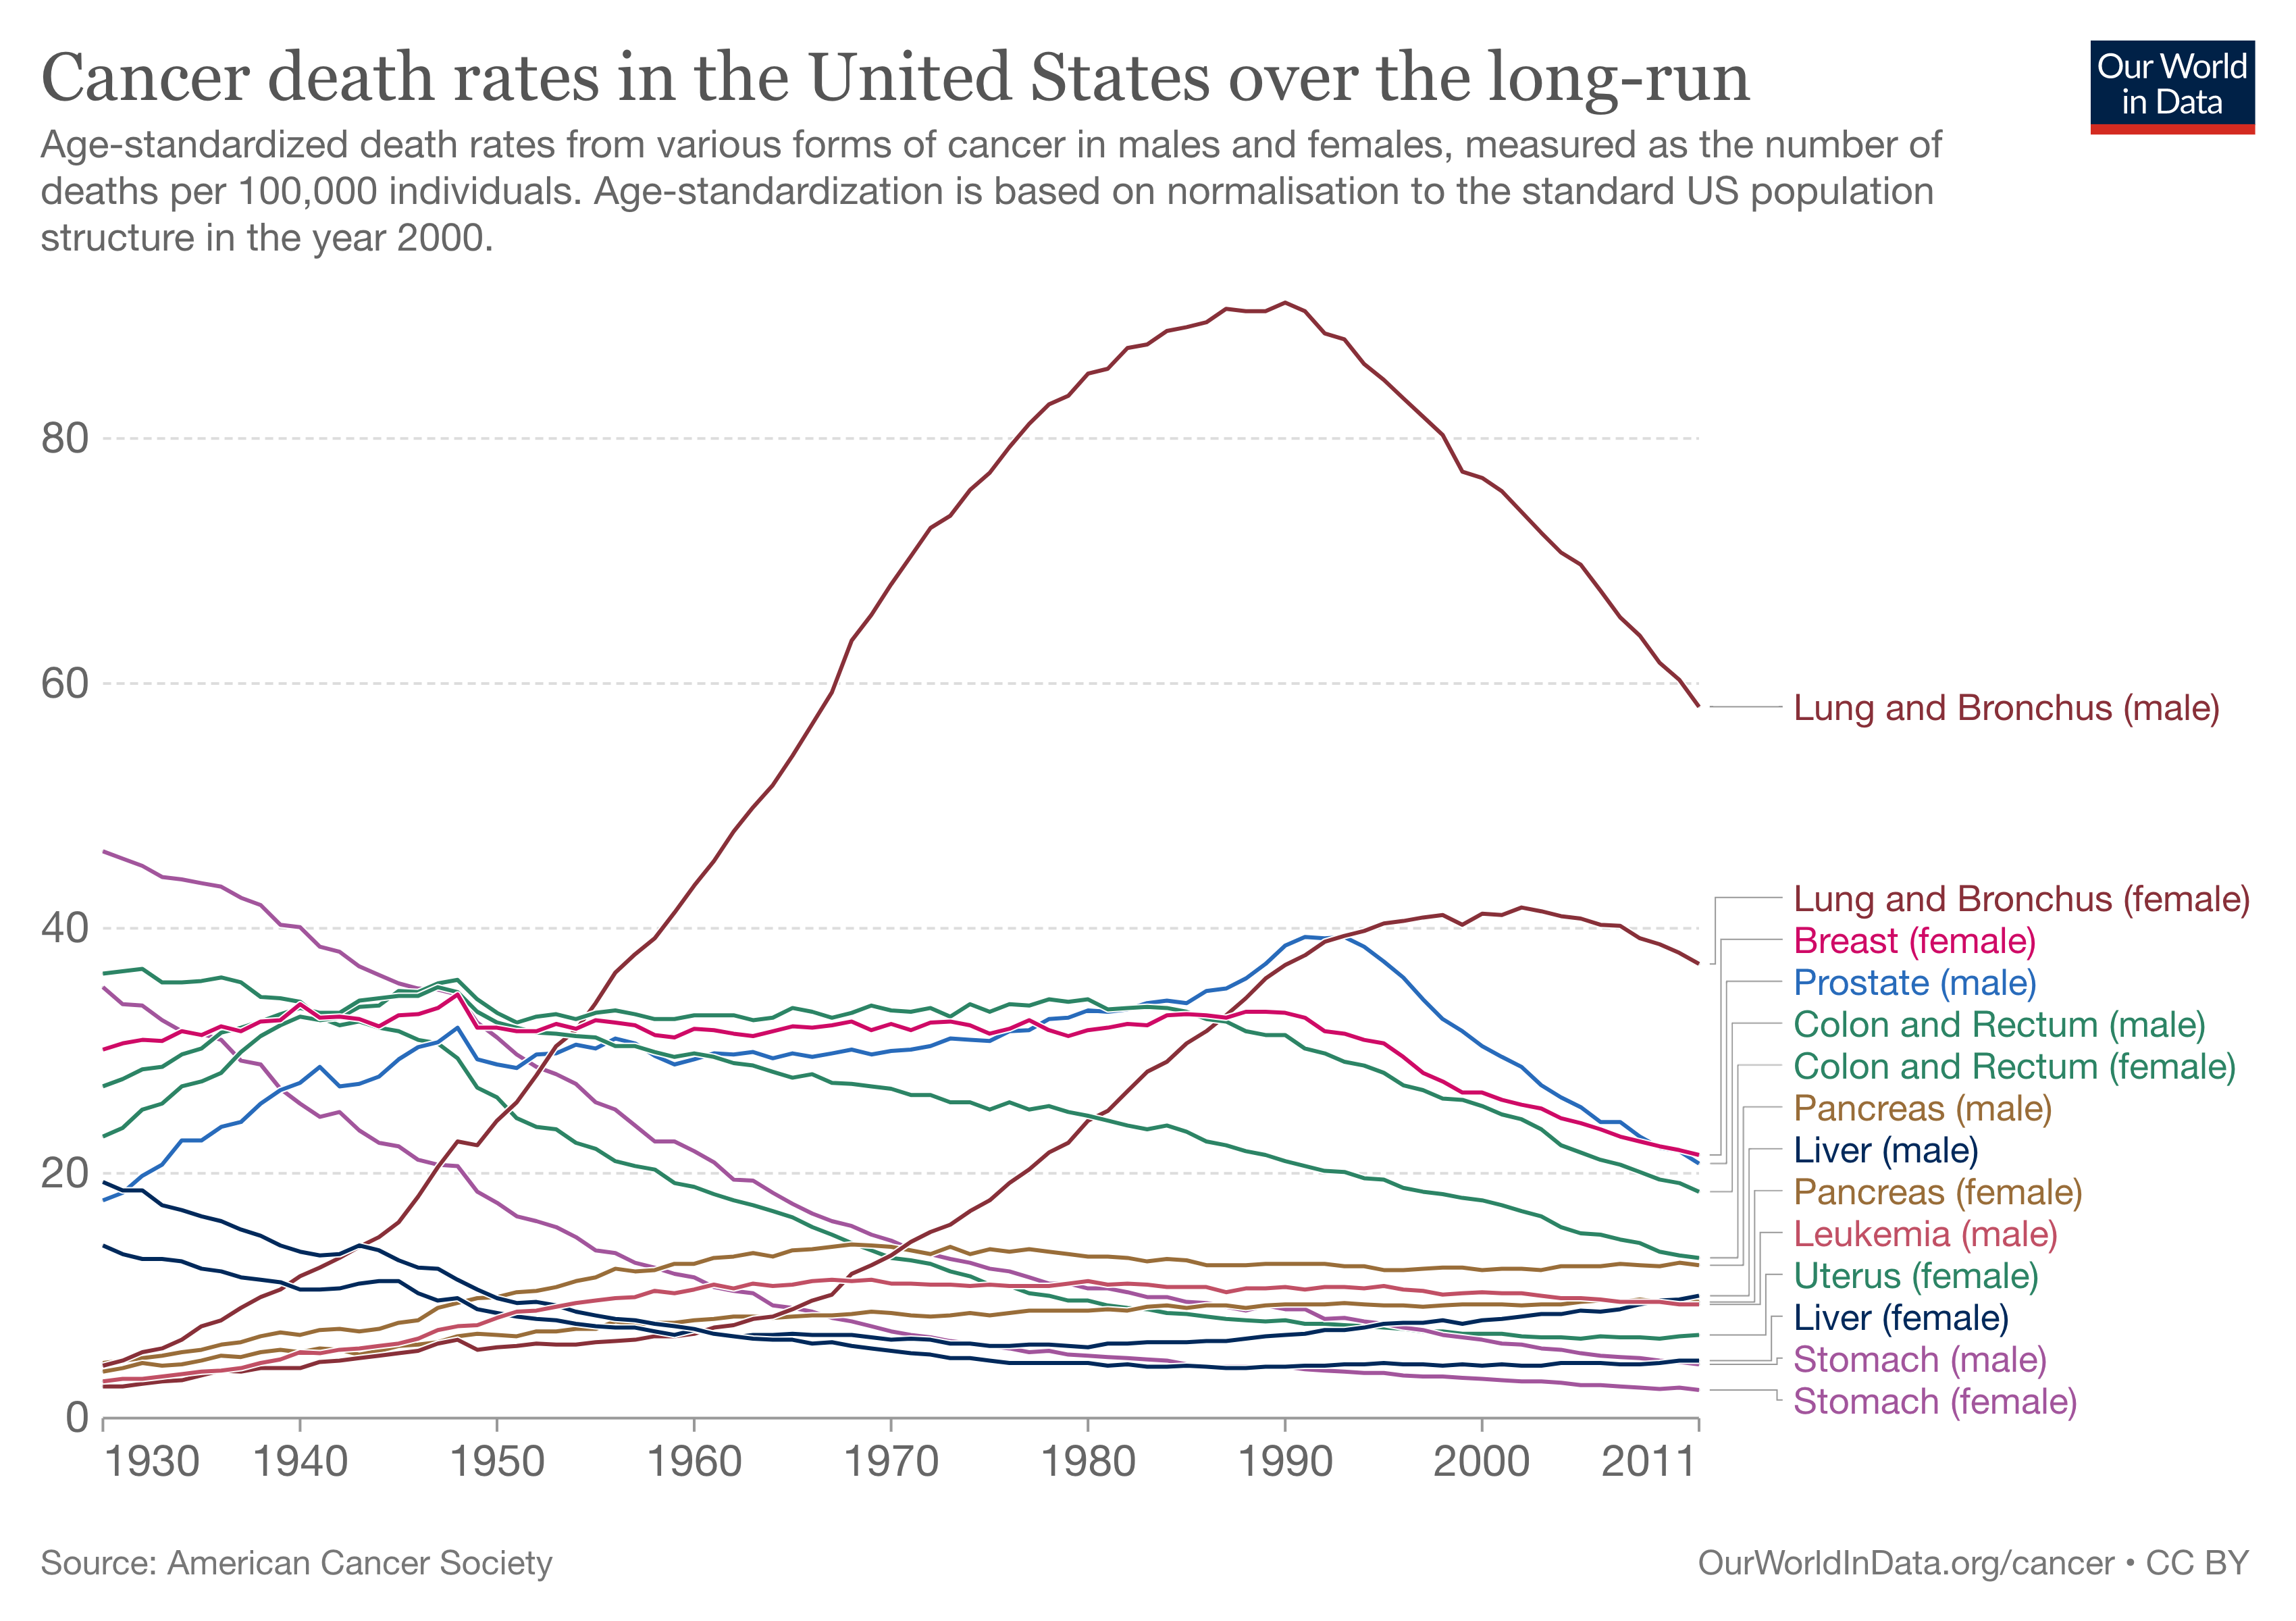 Cancer death rates in the United States over the long-run
Our World
in Data
Age-standardized death rates from various forms of cancer in males and females, measured as the number of
deaths per 100,000 individuals. Age-standardization is based on normalisation to the standard US population
structure in the year 2000.
80
60
40
20
0
Lung and Bronchus (male)
Lung and Bronchus (female)
Breast (female)
Prostate (male)
Colon and Rectum (male)
Colon and Rectum (female)
Pancreas (male)
Liver (male)
Pancreas (female)
Leukemia (male)
Uterus (female)
Liver (female)
Stomach (male)
Stomach (female)
1930 1940 1950 1960 1970 1980 1990 2000 2011
Source: American Cancer Society
OurWorldInData.org/cancer • CC BY